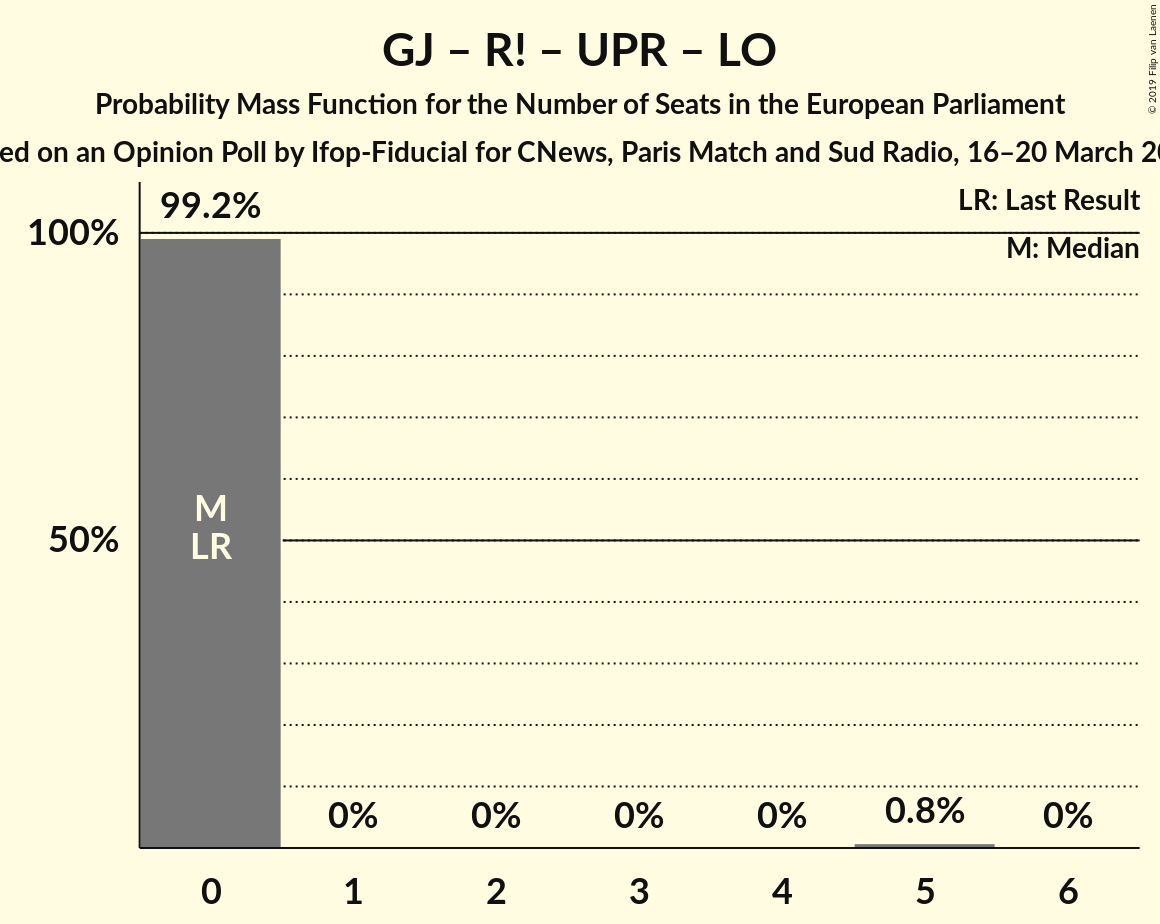 GJ – R! – UPR – LO
Probability Mass Function for the Number of Seats in the European Parliament
on an Opinion Poll by Ifop-Fiducial for CNews, Paris Match and Sud Radio, 16–20 March
© 2019 Filip van Laenen
99.2%
LR: Last Result
100%
M: Median
M
LR
50%
0% 0% 0% 0% 0.8% 0%
0 1 2 3 4 5 6